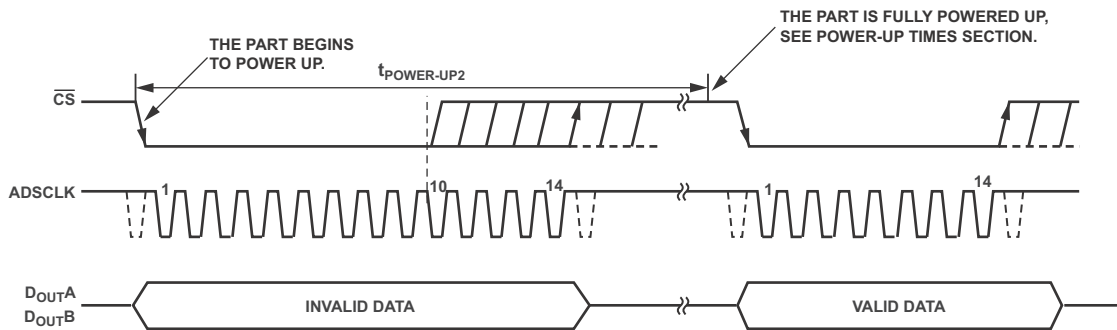 THE PART BEGINS
TO POWER UP.
THE PART IS FULLY POWERED UP,
SEE POWER-UP TIMES SECTION.
tPOWER-UP2
CS
ADSCLK
1
10
14
1
14
DOUTA
DOUTB
INVALID DATA
VALID DATA